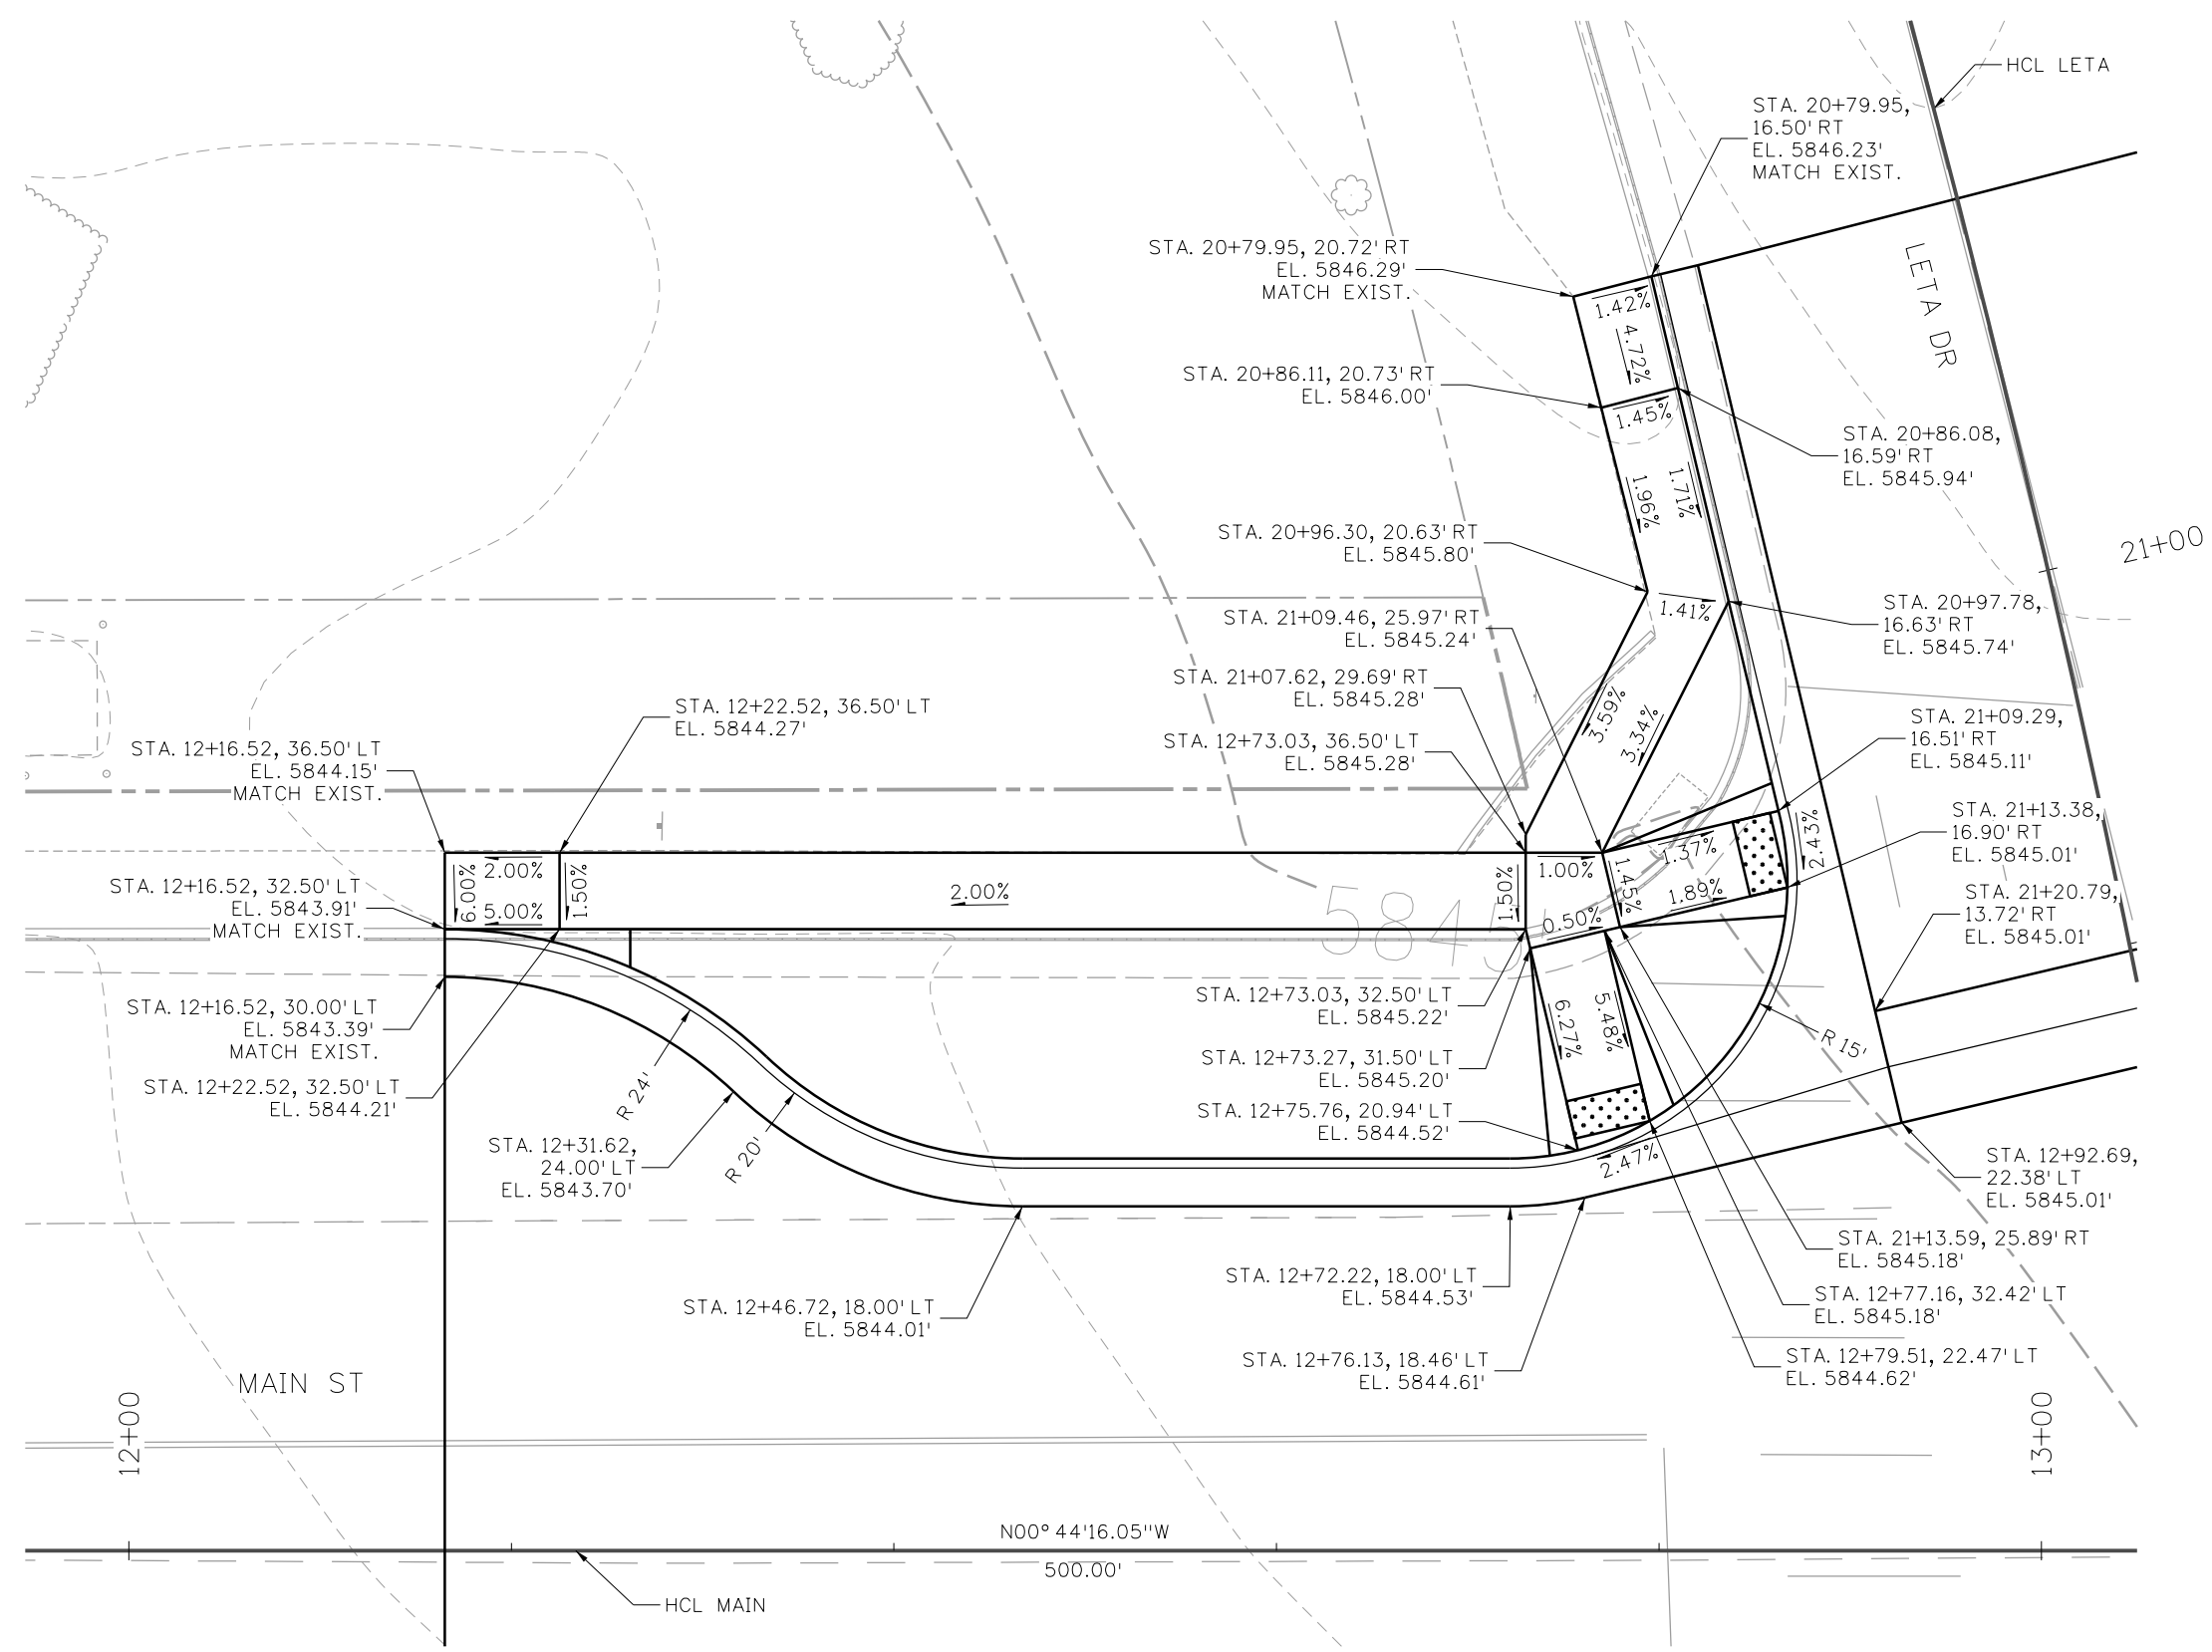 HCL LETA
STA. 20+79.95,
16.50' RT
EL. 5846.23'
MATCH EXIST.
STA. 20+79.95, 20.72' RT
EL. 5846.29'
MATCH EXIST.
LETA DR
1.42%
4.72%
STA. 20+86.11, 20.73' RT
EL. 5846.00'
1.45%
STA. 20+86.08,
16.59' RT
EL. 5845.94'
1.96%
1.71%
STA. 20+96.30, 20.63' RT
EL. 5845.80'
21+00
1.41%
STA. 20+97.78,
16.63' RT
EL. 5845.74'
STA. 21+09.46, 25.97' RT
EL. 5845.24'
STA. 21+07.62, 29.69' RT
EL. 5845.28'
3.59%
3.34%
STA. 12+22.52, 36.50' LT
EL. 5844.27'
STA. 12+16.52, 36.50' LT
EL. 5844.15'
MATCH EXIST.
STA. 12+73.03, 36.50' LT
EL. 5845.28'
STA. 21+09.29,
16.51' RT
EL. 5845.11'
STA. 21+13.38,
16.90' RT
EL. 5845.01'
2.43%
1.37%
6.00%
2.00%
1.50%
2.00%
1.50%
1.00%
1.45%
1.89%
STA. 12+16.52, 32.50' LT
EL. 5843.91'
MATCH EXIST.
5.00%
0.50%
5845
STA. 21+20.79,
13.72' RT
EL. 5845.01'
STA. 12+16.52, 30.00' LT
EL. 5843.39'
MATCH EXIST.
STA. 12+73.03, 32.50' LT
EL. 5845.22'
6.27%
5.48%
R 15'
STA. 12+22.52, 32.50' LT
EL. 5844.21'
R 24'
R 20'
STA. 12+73.27, 31.50' LT
EL. 5845.20'
STA. 12+75.76, 20.94' LT
EL. 5844.52'
2.47%
STA. 12+31.62,
24.00' LT
EL. 5843.70'
STA. 12+92.69,
22.38' LT
EL. 5845.01'
STA. 21+13.59, 25.89' RT
EL. 5845.18'
STA. 12+72.22, 18.00' LT
EL. 5844.53'
STA. 12+77.16, 32.42' LT
EL. 5845.18'
STA. 12+46.72, 18.00' LT
EL. 5844.01'
STA. 12+76.13, 18.46' LT
EL. 5844.61'
STA. 12+79.51, 22.47' LT
EL. 5844.62'
MAIN ST
12+00
13+00
N00° 44'16.05"W
500.00'
HCL MAIN